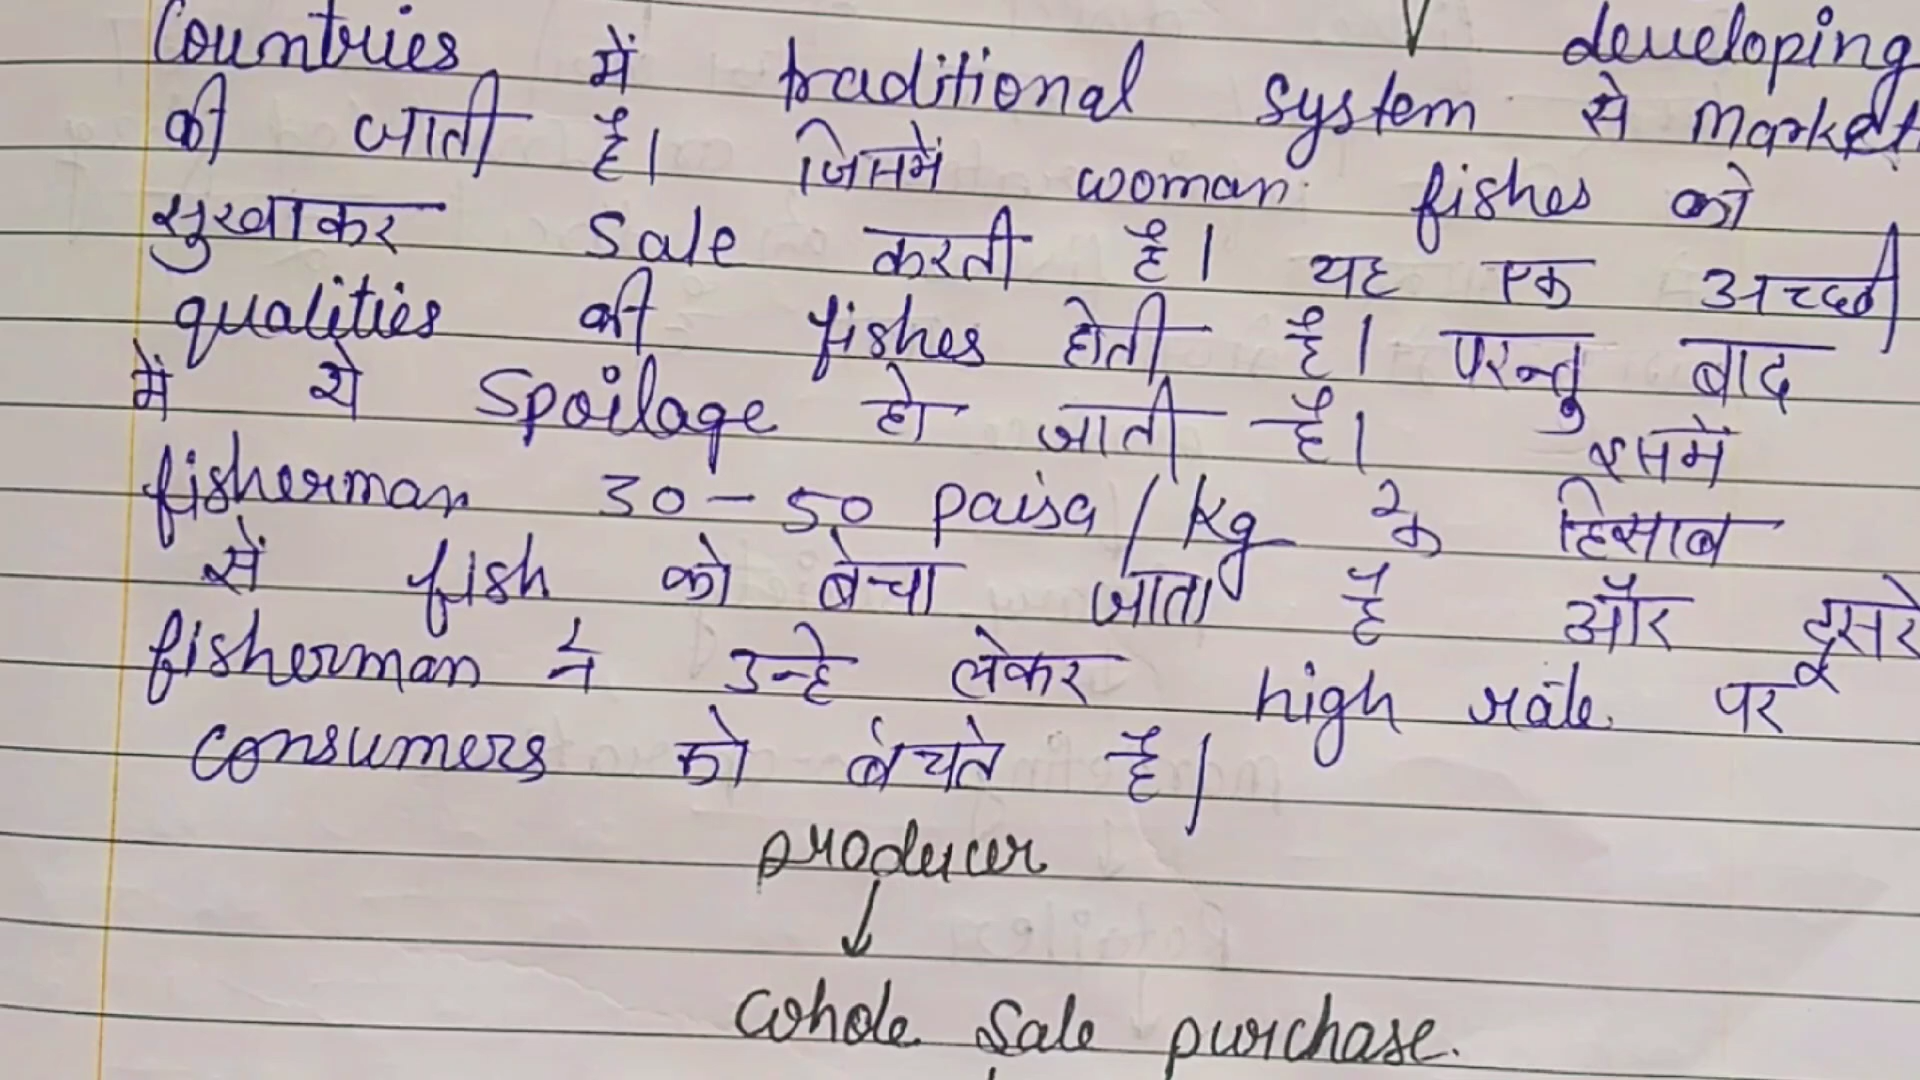 developing
Countries में traditional system से market
की जाती है। जिसमें woman fishes को
सुखाकर sale करती है। यह एक अच्छी
qualities की fishes होती है। परन्तु बाद
में ये spoilage हो जाती है। इसमें
fisherman 30-50 paisa/kg के हिसाब
से fish को बेचा जाता है और दूसरे
fisherman ने उन्हे लेकर high rate पर
consumers को बेचते है।
producer
↓
whole sale purchase.